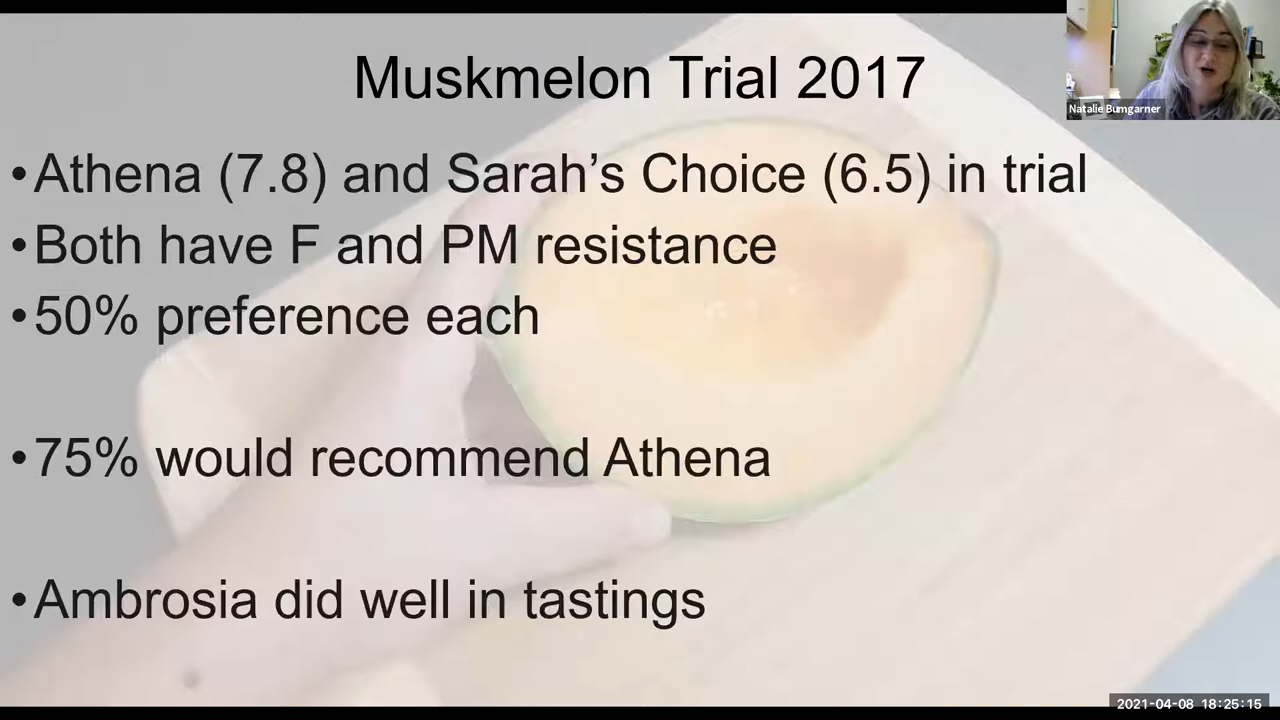 Muskmelon Trial 2017
Natalie Bumgarner
•Athena (7.8) and Sarah’s Choice (6.5) in trial
•Both have F and PM resistance
•50% preference each
•75% would recommend Athena
•Ambrosia did well in tastings
2021-04-08 18:25:15